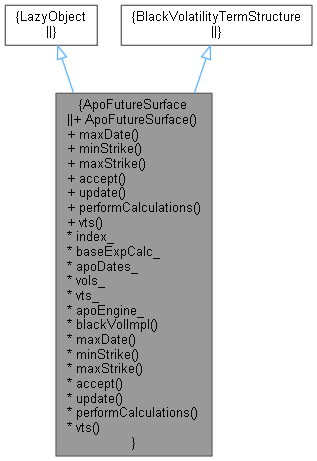 {LazyObject
||}
{BlackVolatilityTermStructure
||}
{ApoFutureSurface
||+ ApoFutureSurface()
+ maxDate()
+ minStrike()
+ maxStrike()
+ accept()
+ update()
+ performCalculations()
+ vts()
* index_
* baseExpCalc_
* apoDates_
* vols_
* vts_
* apoEngine_
* blackVolImpl()
* maxDate()
* minStrike()
* maxStrike()
* accept()
* update()
* performCalculations()
* vts()
}